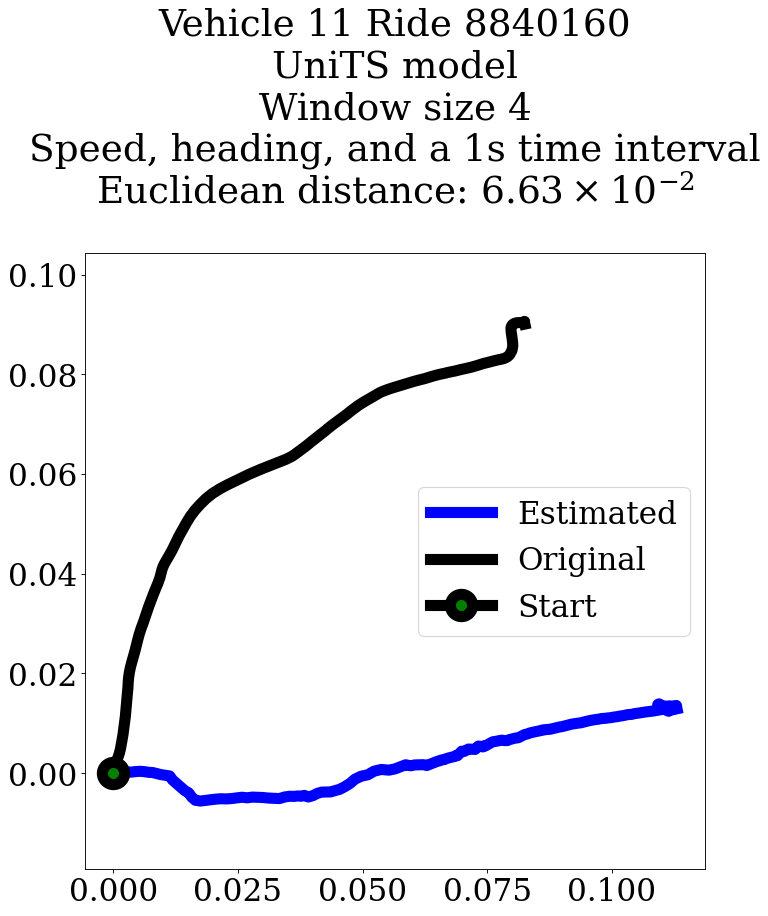 Vehicle 11 Ride 8840160
UniTS model
Window size 4
Speed, heading, and a 1s time interval
Euclidean distance: 6.63 × 10⁻²
0.10
0.08
0.06
0.04
0.02
0.00
Estimated
Original
Start
0.000 0.025 0.050 0.075 0.100